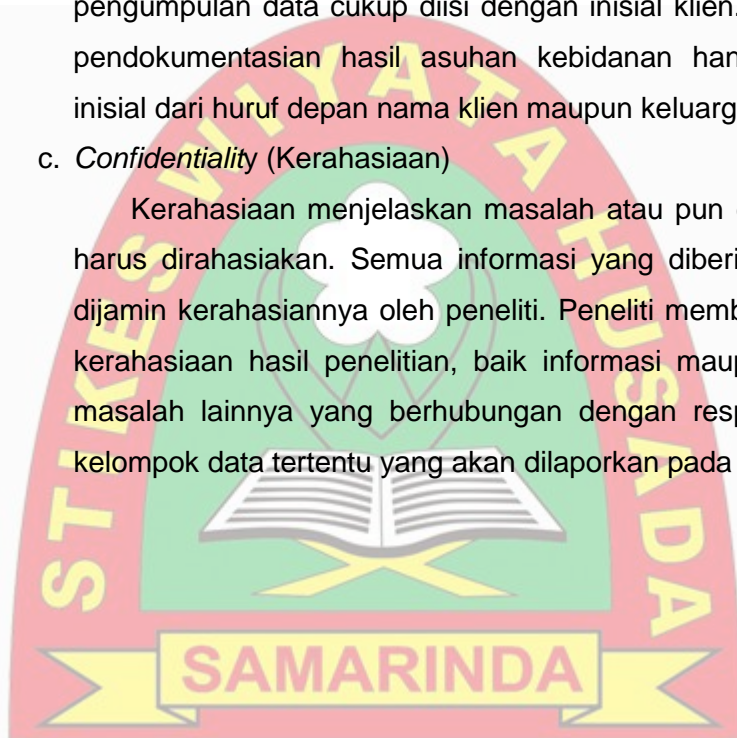 pengumpulan data cukup diisi dengan inisial klien.
pendokumentasian hasil asuhan kebidanan han
inisial dari huruf depan nama klien maupun keluarg
c. Confidentiality (Kerahasiaan)
Kerahasiaan menjelaskan masalah atau pun
harus dirahasiakan. Semua informasi yang diberi
dijamin kerahasiannya oleh peneliti. Peneliti memb
kerahasiaan hasil penelitian, baik informasi maup
masalah lainnya yang berhubungan dengan resp
kelompok data tertentu yang akan dilaporkan pada
STIKES WIYATA HUSADA
SAMARINDA